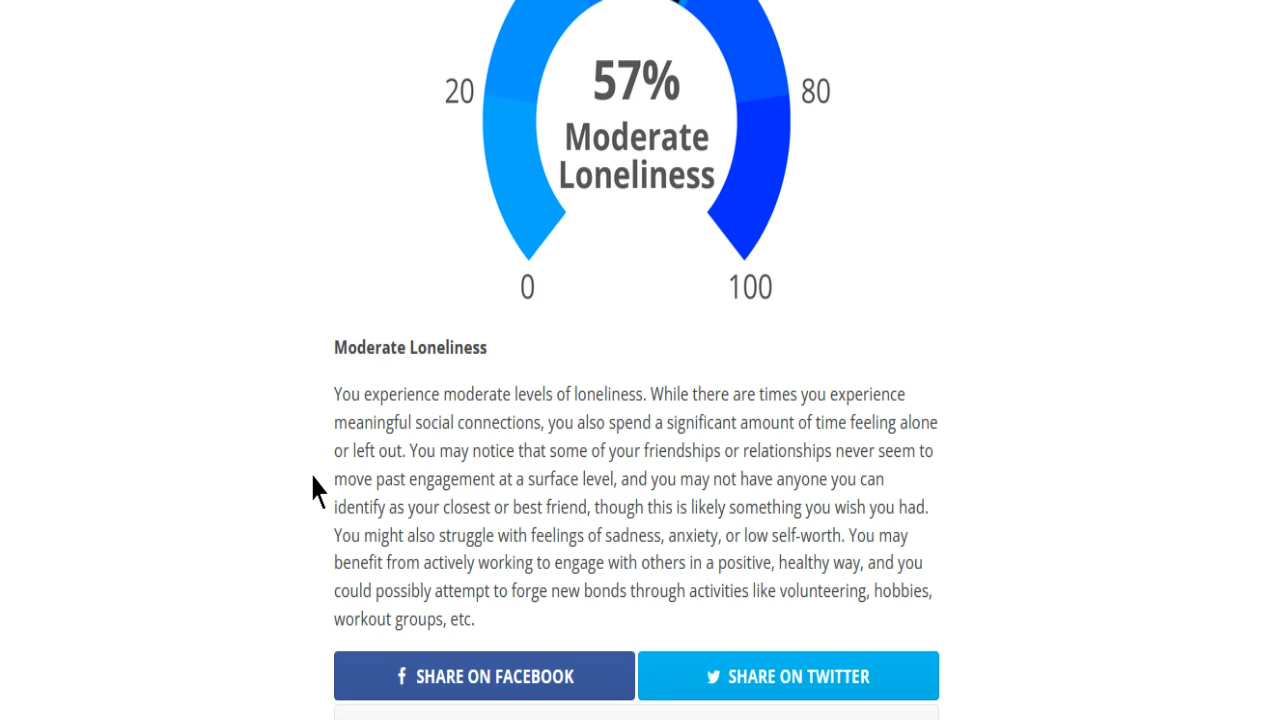 20
80
57%
Moderate
Loneliness
0
100
Moderate Loneliness
You experience moderate levels of loneliness. While there are times you experience
meaningful social connections, you also spend a significant amount of time feeling alone
or left out. You may notice that some of your friendships or relationships never seem to
move past engagement at a surface level, and you may not have anyone you can
identify as your closest or best friend, though this is likely something you wish you had.
You might also struggle with feelings of sadness, anxiety, or low self-worth. You may
benefit from actively working to engage with others in a positive, healthy way, and you
could possibly attempt to forge new bonds through activities like volunteering, hobbies,
workout groups, etc.
SHARE ON FACEBOOK
SHARE ON TWITTER